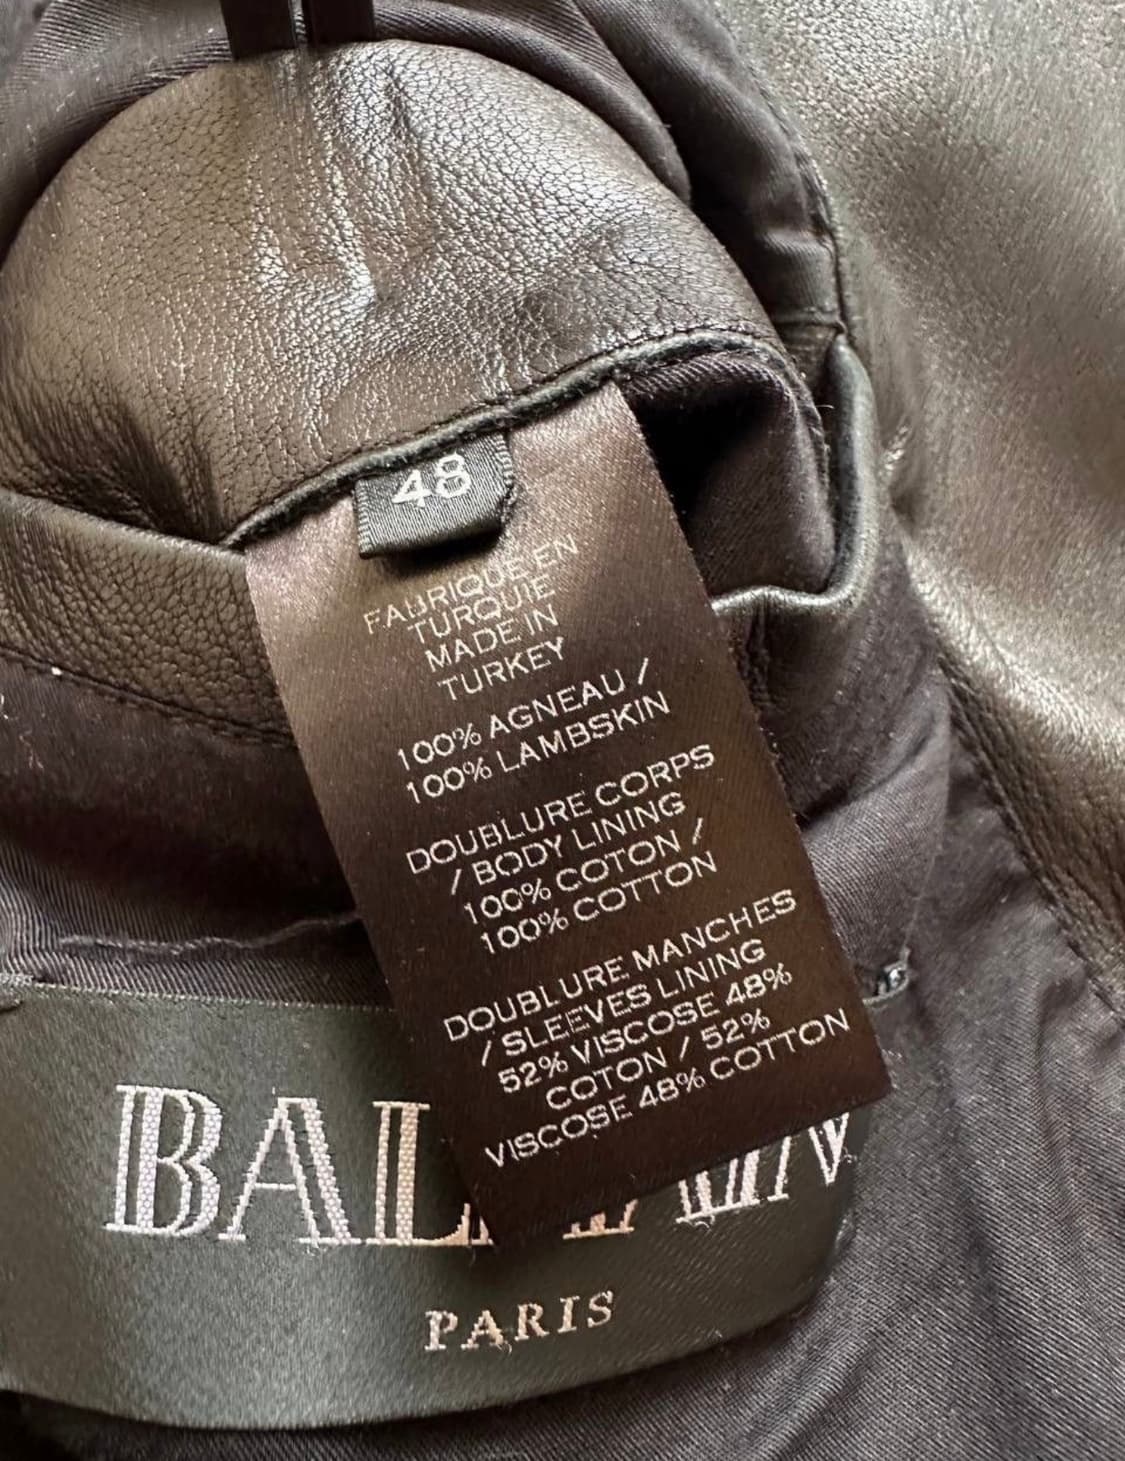 48
FABRIQUE EN
TURQUIE
MADE IN
TURKEY
100% AGNEAU /
100% LAMBSKIN
DOUBLURE CORPS
/ BODY LINING
100% COTON /
100% COTTON
DOUBLURE MANCHES
/ SLEEVES LINING
52% VISCOSE 48%
COTON / 52%
VISCOSE 48% COTTON
BALMAIN
PARIS